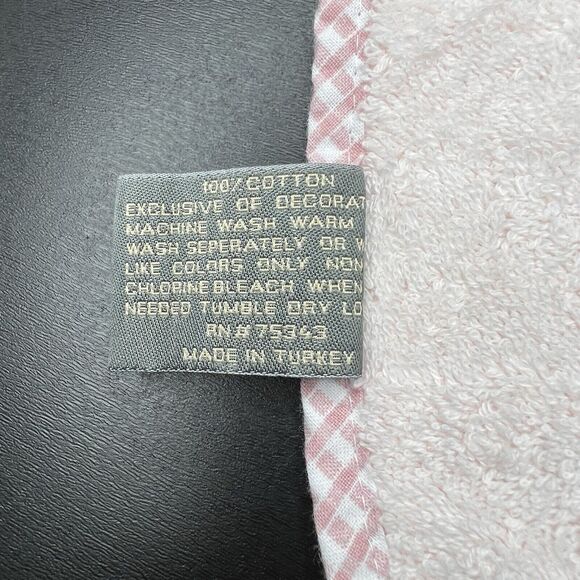 100/COTTON
EXCLUSIVE OF DECORAT
MACHINE WASH WARM
WASH SEPERATELY OR W
LIKE COLORS ONLY NON
CHLORINE BLEACH WHEN
NEEDED TUMBLE DRY LO
RN# 75343
MADE IN TURKEY